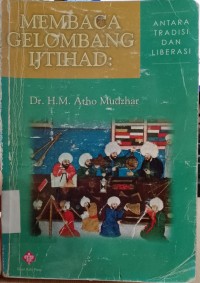 MEMBACA
GELOMBANG
IJTIHAD:
ANTARA
TRADISI
DAN
LIBERASI
Dr. H.M. Atho Mudzhar